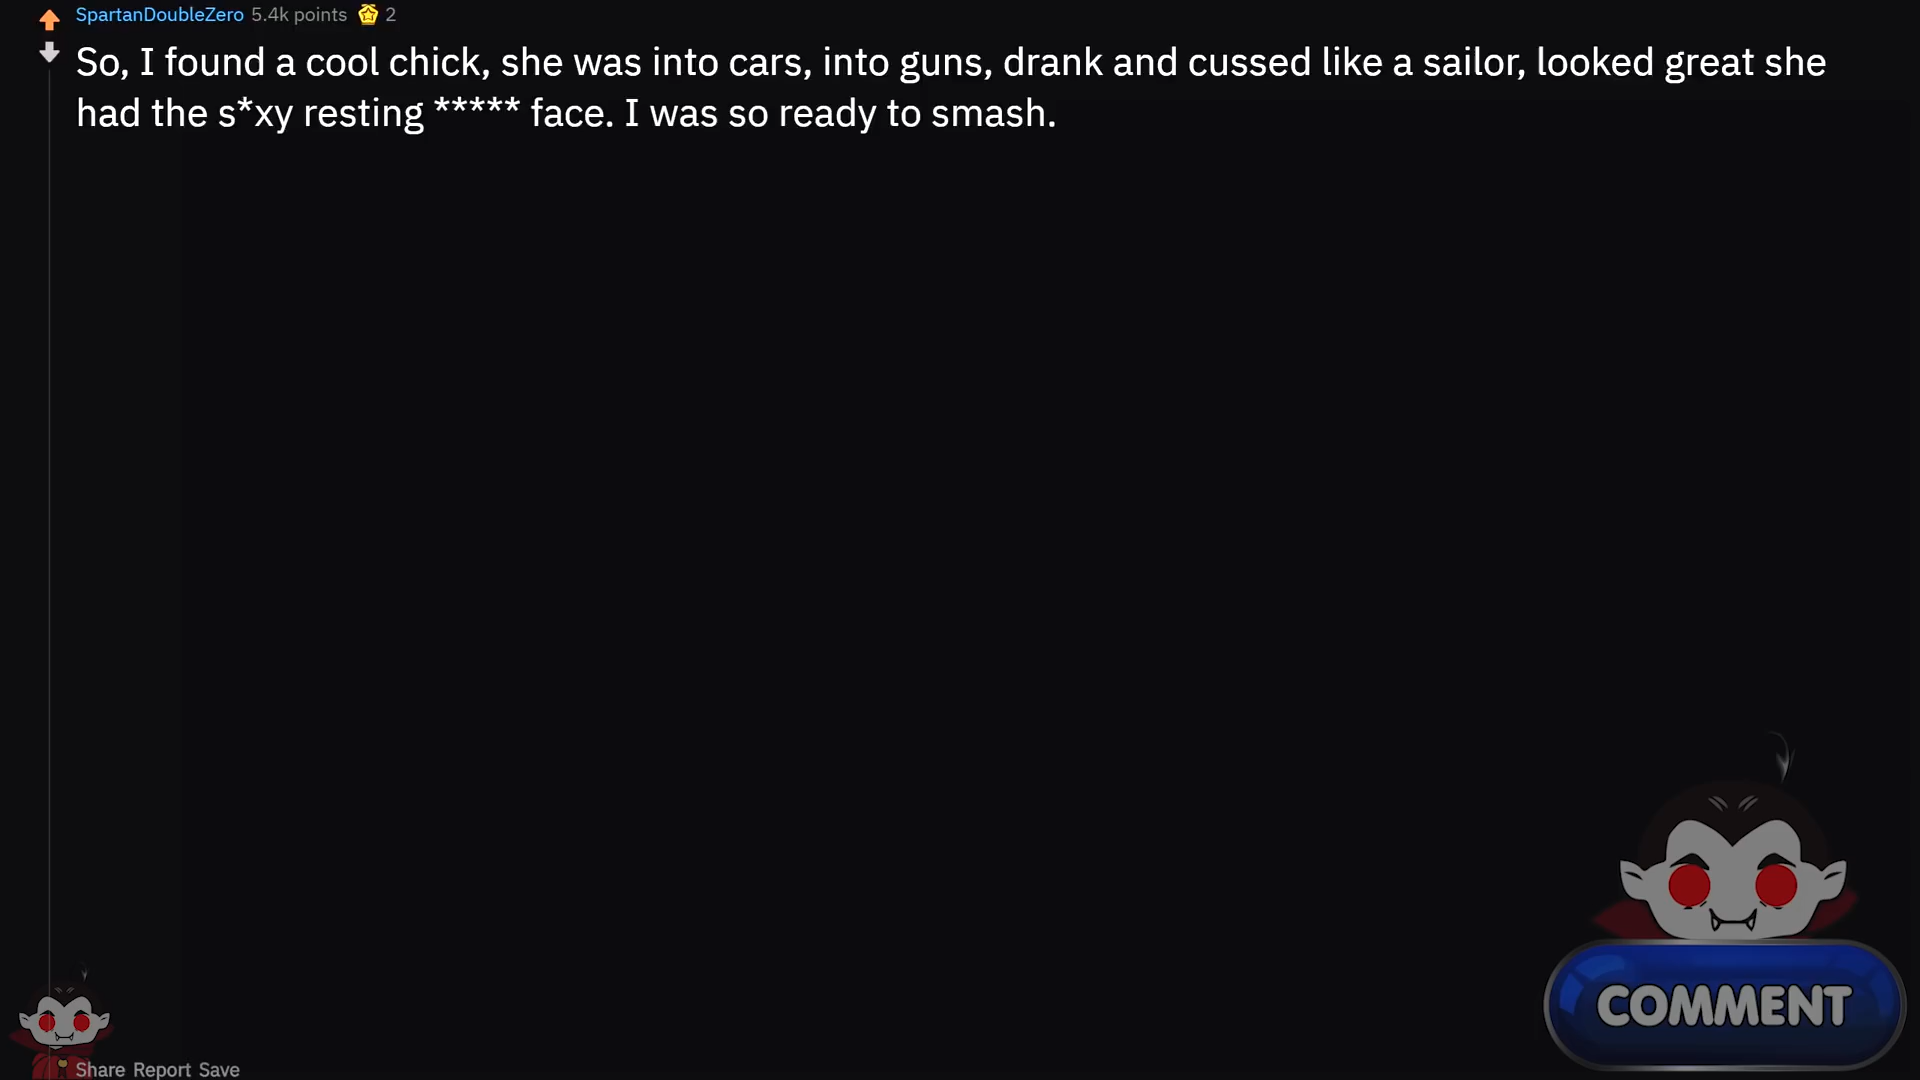 SpartanDoubleZero 5.4k points 2
So, I found a cool chick, she was into cars, into guns, drank and cussed like a sailor, looked great she
had the s*xy resting ***** face. I was so ready to smash.
COMMENT
Share Report Save